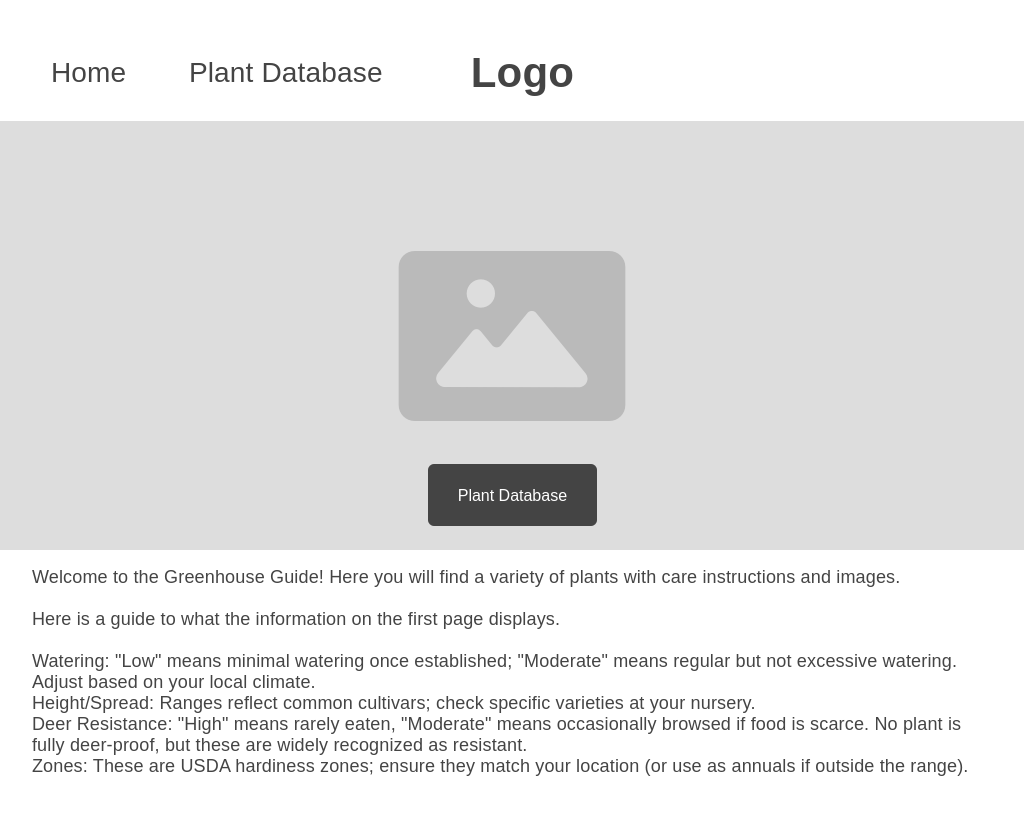 Home
Plant Database
Logo
Plant Database
Welcome to the Greenhouse Guide! Here you will find a variety of plants with care instructions and images.
Here is a guide to what the information on the first page displays.
Watering: "Low" means minimal watering once established; "Moderate" means regular but not excessive watering.
Adjust based on your local climate.
Height/Spread: Ranges reflect common cultivars; check specific varieties at your nursery.
Deer Resistance: "High" means rarely eaten, "Moderate" means occasionally browsed if food is scarce. No plant is
fully deer-proof, but these are widely recognized as resistant.
Zones: These are USDA hardiness zones; ensure they match your location (or use as annuals if outside the range).